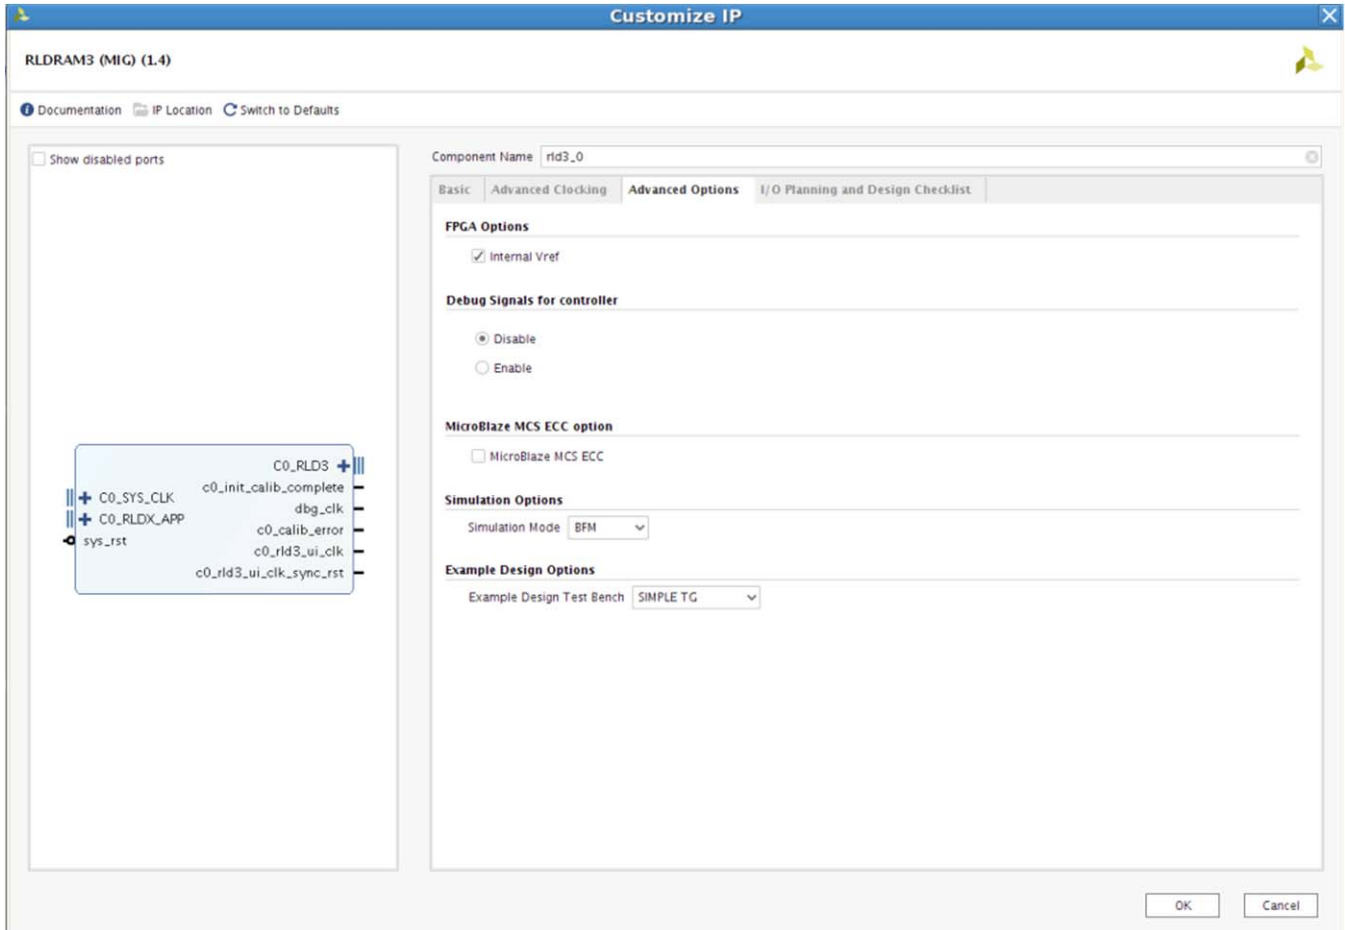 Customize IP
RLDRAM3 (MIG) (1.4)
Documentation IP Location Switch to Defaults
Show disabled ports
C0_RLD3
c0_init_calib_complete
C0_SYS_CLK
dbg_clk
C0_RLDX_APP
c0_calib_error
sys_rst
c0_rld3_ui_clk
c0_rld3_ui_clk_sync_rst
Component Name rld3_0
Basic Advanced Clocking Advanced Options I/O Planning and Design Checklist
FPGA Options
Internal Vref
Debug Signals for controller
Disable
Enable
MicroBlaze MCS ECC option
MicroBlaze MCS ECC
Simulation Options
Simulation Mode BFM
Example Design Options
Example Design Test Bench SIMPLE TG
OK Cancel